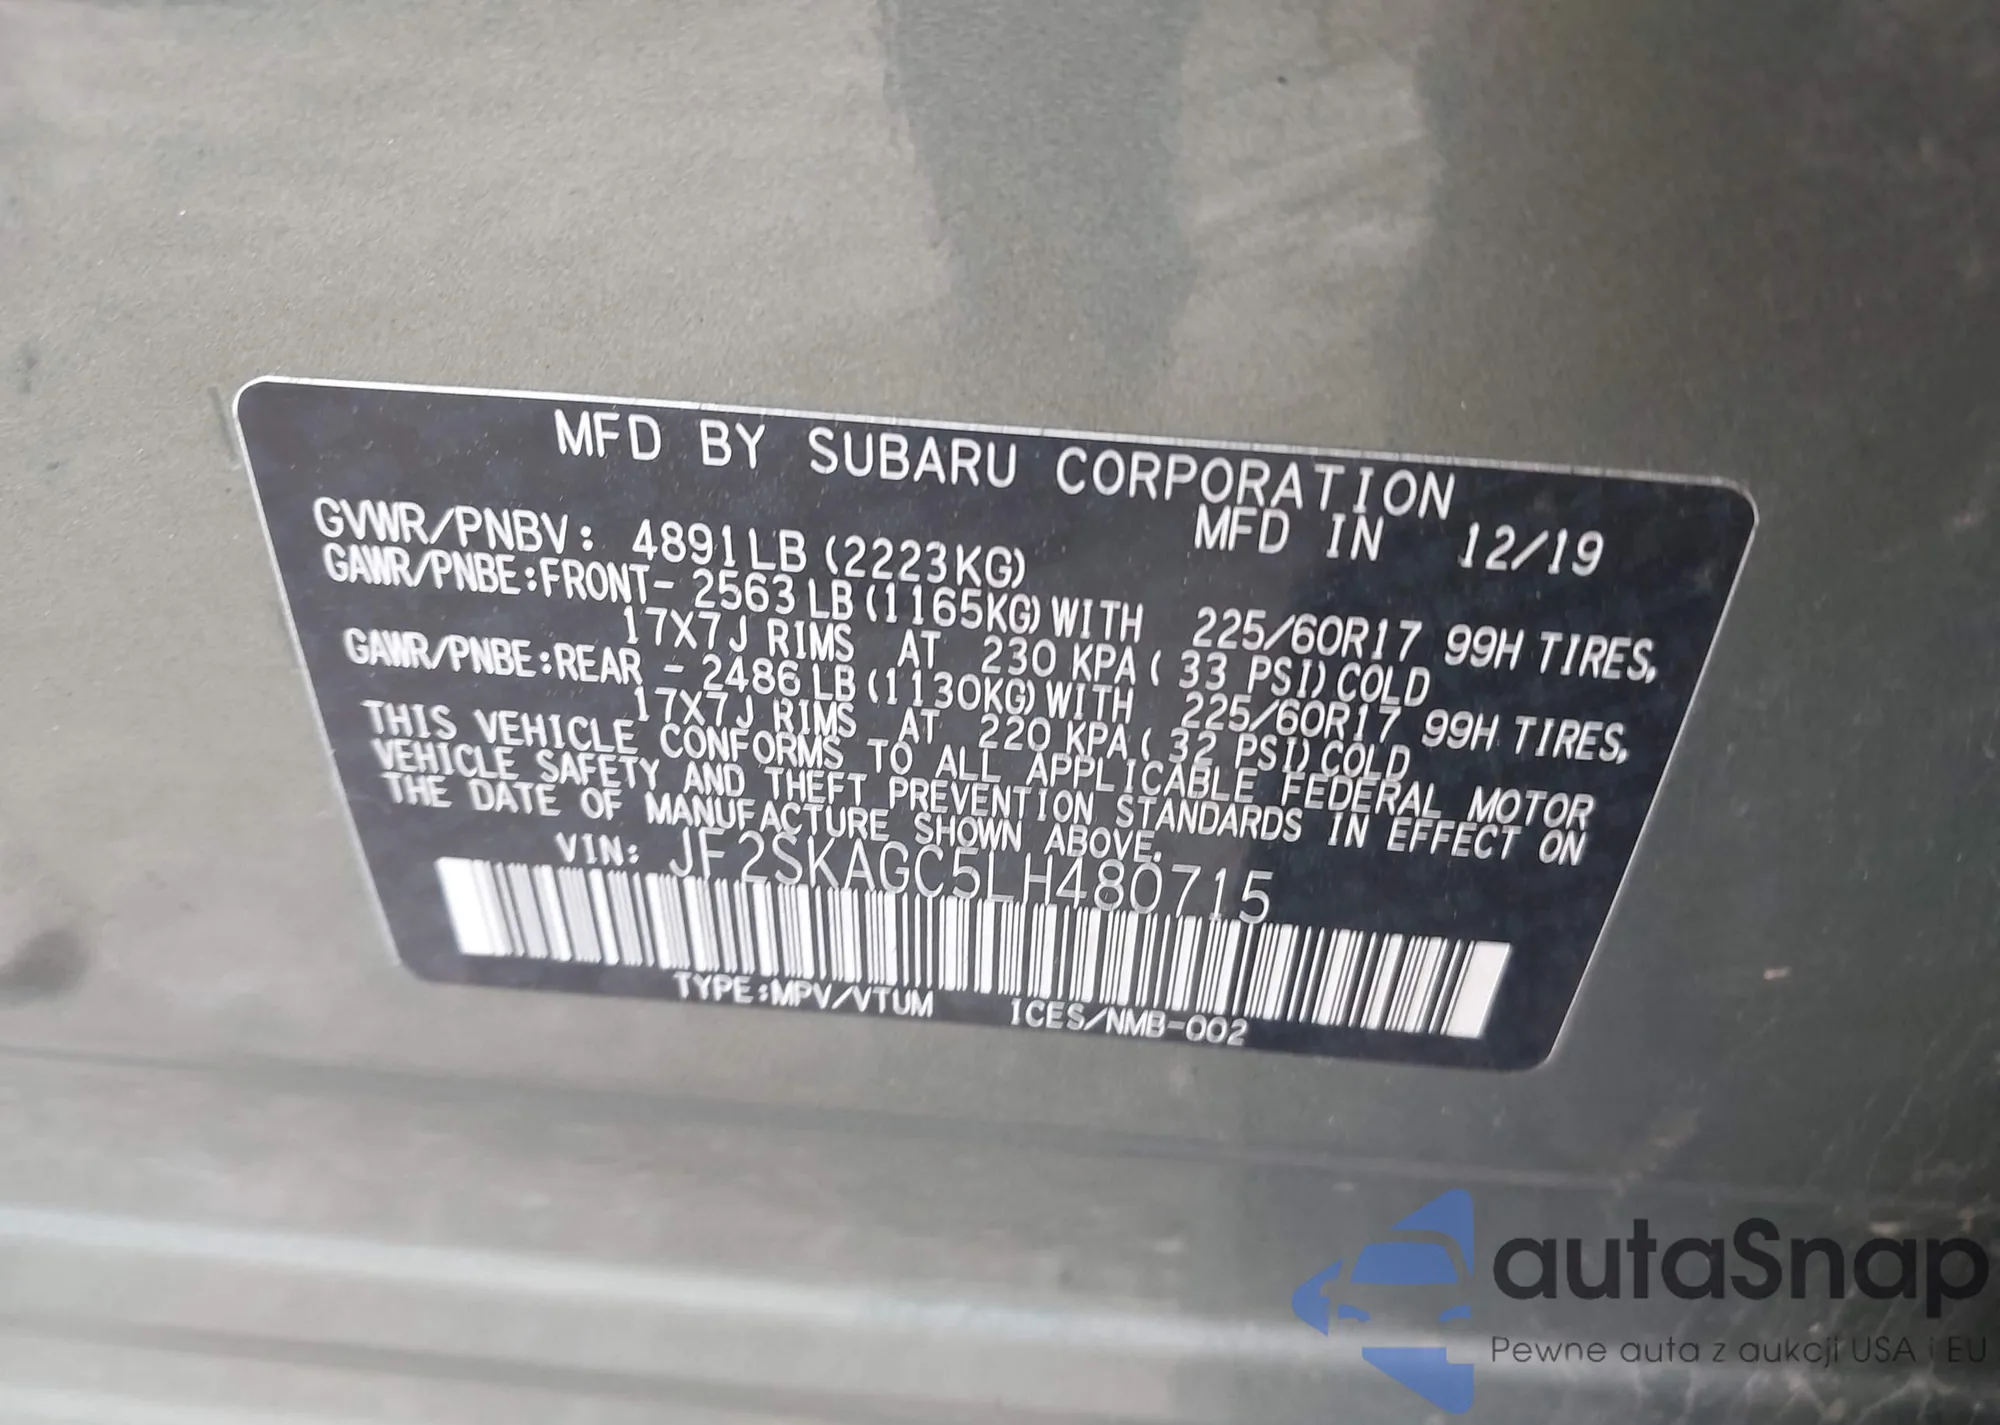 MFD BY SUBARU CORPORATION
MFD IN 12/19
GVWR/PNBV: 4891LB (2223KG)
GAWR/PNBE:FRONT- 2563LB(1165KG)WITH 225/60R17 99H TIRES,
17X7J RIMS AT 230 KPA( 33 PSI)COLD
GAWR/PNBE:REAR - 2486LB(1130KG)WITH 225/60R17 99H TIRES,
17X7J RIMS AT 220 KPA( 32 PSI)COLD
THIS VEHICLE CONFORMS TO ALL APPLICABLE FEDERAL MOTOR
VEHICLE SAFETY AND THEFT PREVENTION STANDARDS IN EFFECT ON
THE DATE OF MANUFACTURE SHOWN ABOVE.
VIN: JF2SKAGC5LH480715
TYPE:MPV/VTUM ICES/NMB-002
autaSnap
Pewne auta z aukcji USA i EU